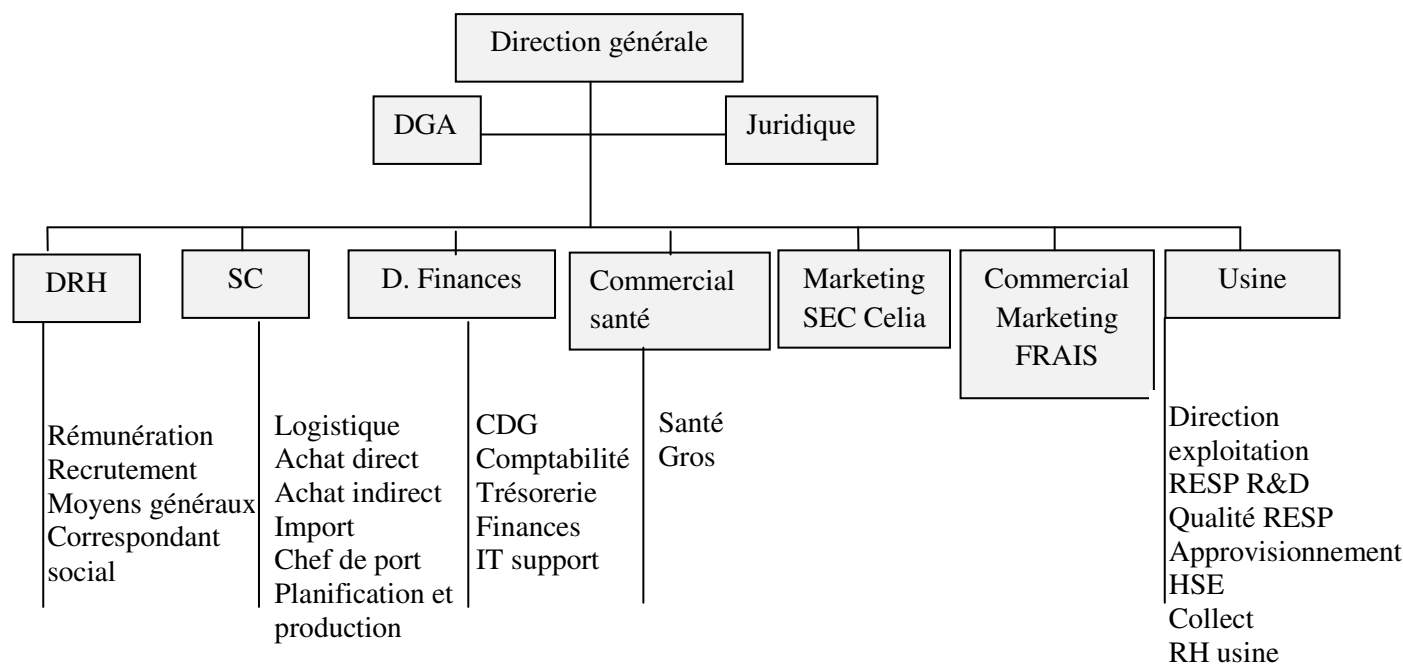 Direction générale
DGA
Juridique
DRH
SC
D. Finances
Commercial
santé
Marketing
SEC Celia
Commercial
Marketing
FRAIS
Usine
Rémunération
Recrutement
Moyens généraux
Correspondant
social
Logistique
Achat direct
Achat indirect
Import
Chef de port
Planification et
production
CDG
Comptabilité
Trésorerie
Finances
IT support
Santé
Gros
Direction
exploitation
RESP R&D
Qualité RESP
Approvisionnement
HSE
Collect
RH usine